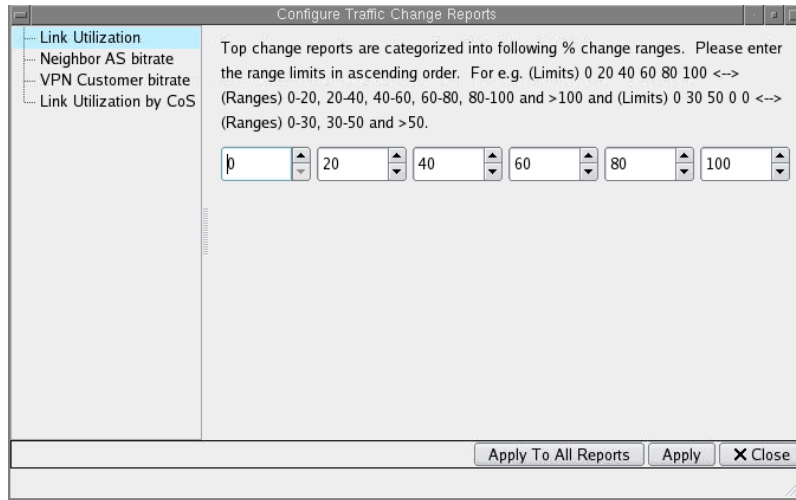 Configure Traffic Change Reports
Link Utilization
Neighbor AS bitrate
VPN Customer bitrate
Link Utilization by CoS
Top change reports are categorized into following % change ranges. Please enter
the range limits in ascending order. For e.g. (Limits) 0 20 40 60 80 100 <-->
(Ranges) 0-20, 20-40, 40-60, 60-80, 80-100 and >100 and (Limits) 0 30 50 0 0 <-->
(Ranges) 0-30, 30-50 and >50.
0 20 40 60 80 100
Apply To All Reports Apply Close